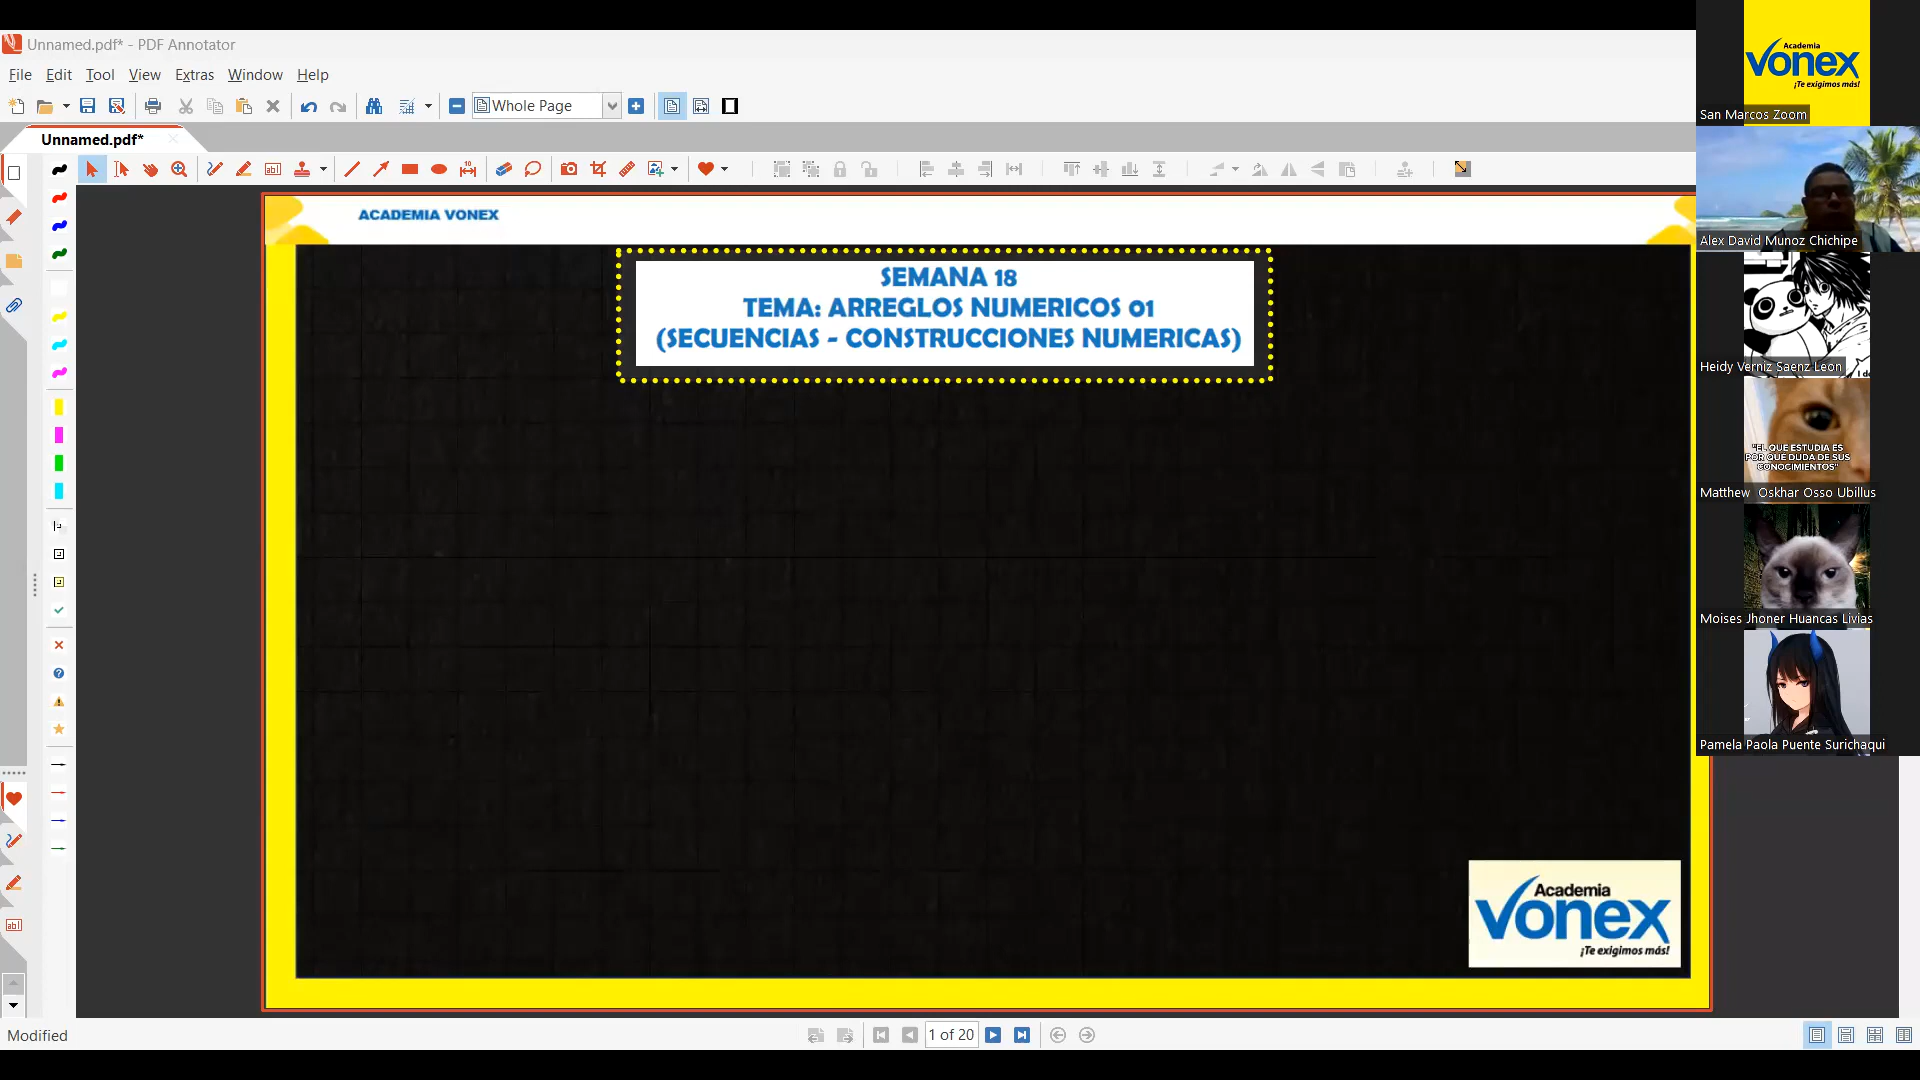 Unnamed.pdf* - PDF Annotator
File Edit Tool View Extras Window Help
Whole Page
Unnamed.pdf*
ACADEMIA VONEX
SEMANA 18
TEMA: ARREGLOS NUMERICOS 01
(SECUENCIAS - CONSTRUCCIONES NUMERICAS)
Academia
vonex
¡Te exigimos más!
San Marcos Zoom
Alex David Munoz Chichipe
Heidy Verniz Saenz Leon
"EL QUE ESTUDIA ES
POR QUE DUDA DE SUS
CONOCIMIENTOS"
Matthew Oskhar Osso Ubillus
Moises Jhoner Huancas Livias
Pamela Paola Puente Surichaqui
Academia
vonex
¡Te exigimos más!
Modified
1 of 20